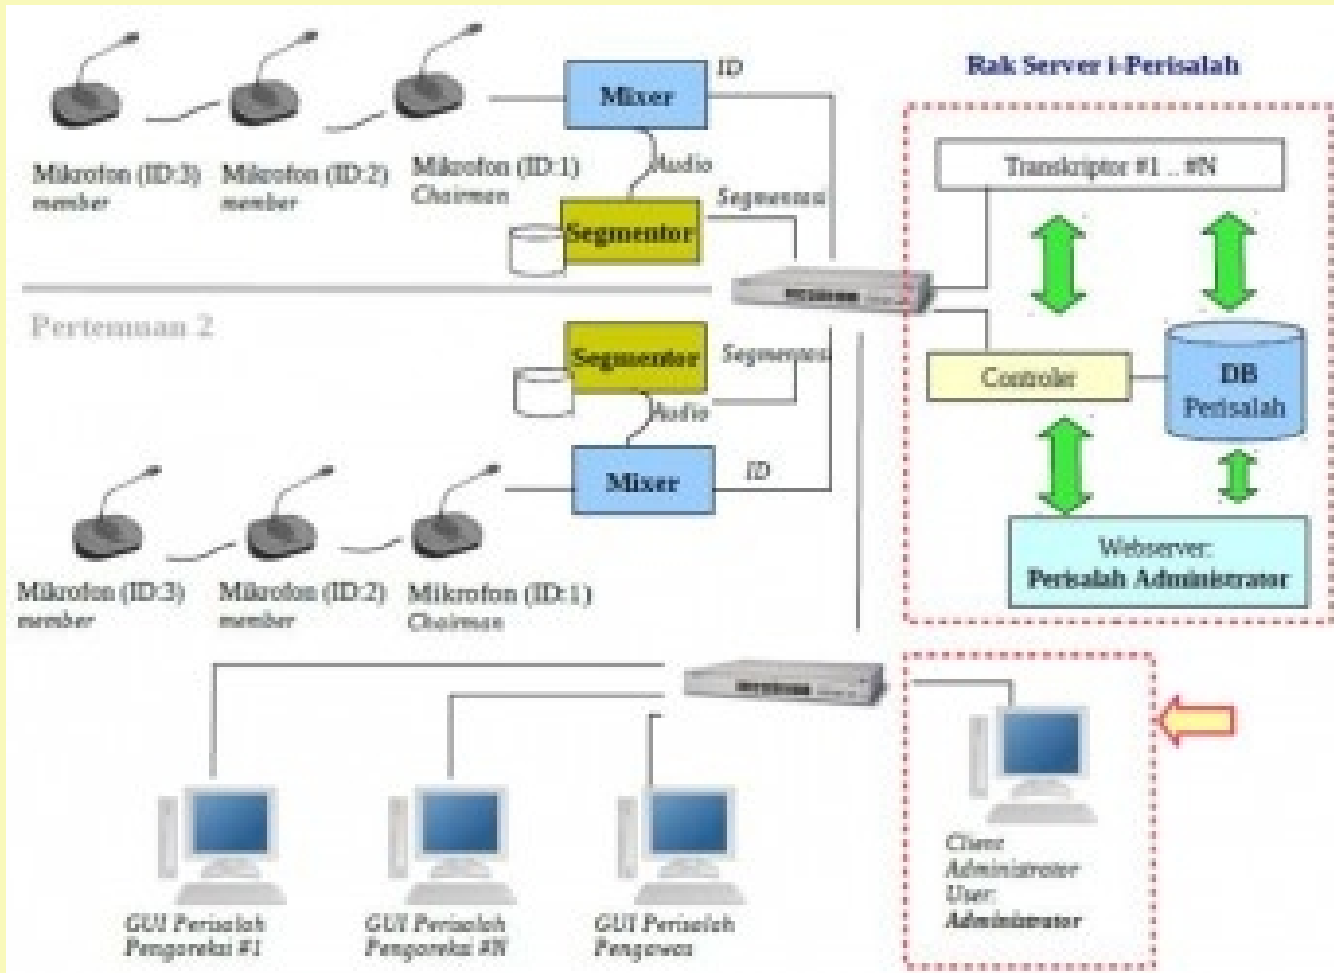 ID
Rak Server i-Perisalah
Mixer
Audio
Mikrofon (ID:3)
member
Mikrofon (ID:2)
member
Mikrofon (ID:1)
Chairman
Segmentasi
Segmentor
Transkriptor #1 .. #N
Pertemuan 2
Segmentor
Segmentasi
Audio
Mixer
ID
Controler
DB
Perisalah
Mikrofon (ID:3)
member
Mikrofon (ID:2)
member
Mikrofon (ID:1)
Chairman
Webserver:
Perisalah Administrator
GUI Perisalah
Pengoreksi #1
GUI Perisalah
Pengoreksi #N
GUI Perisalah
Pengawas
Client
Administrator
User:
Administrator